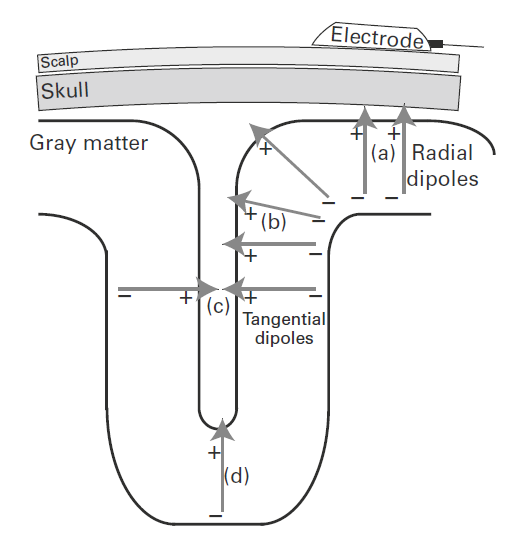 Electrode
Scalp
Skull
Gray matter
+ +
(a) Radial
dipoles
− −
+
−
+ (b) −
+ −
− + (c) + −
Tangential
dipoles
+
(d)
−